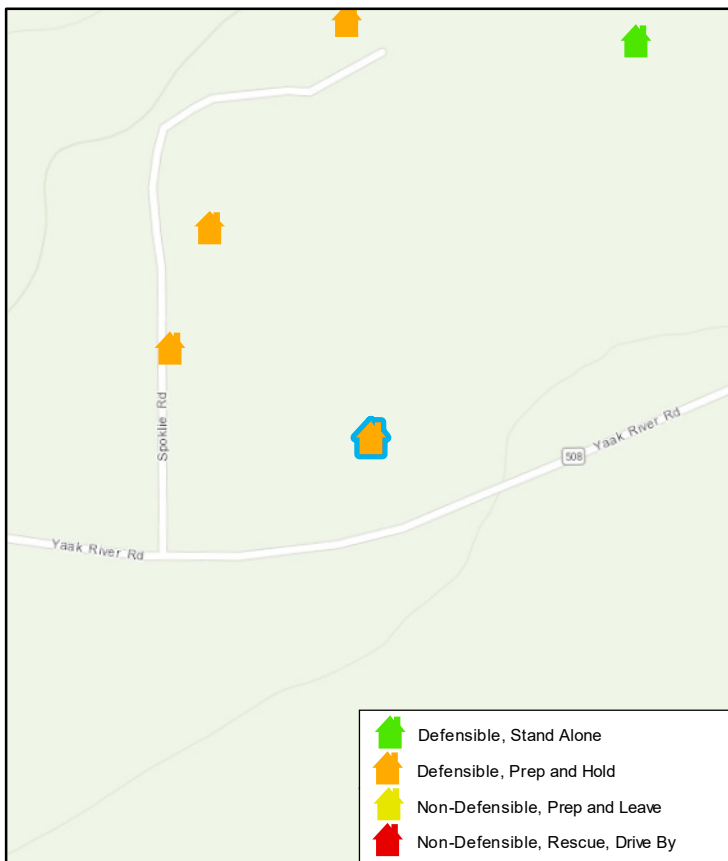 Spoklie Rd
508
Yaak River Rd
Yaak River Rd
Defensible, Stand Alone
Defensible, Prep and Hold
Non-Defensible, Prep and Leave
Non-Defensible, Rescue, Drive By